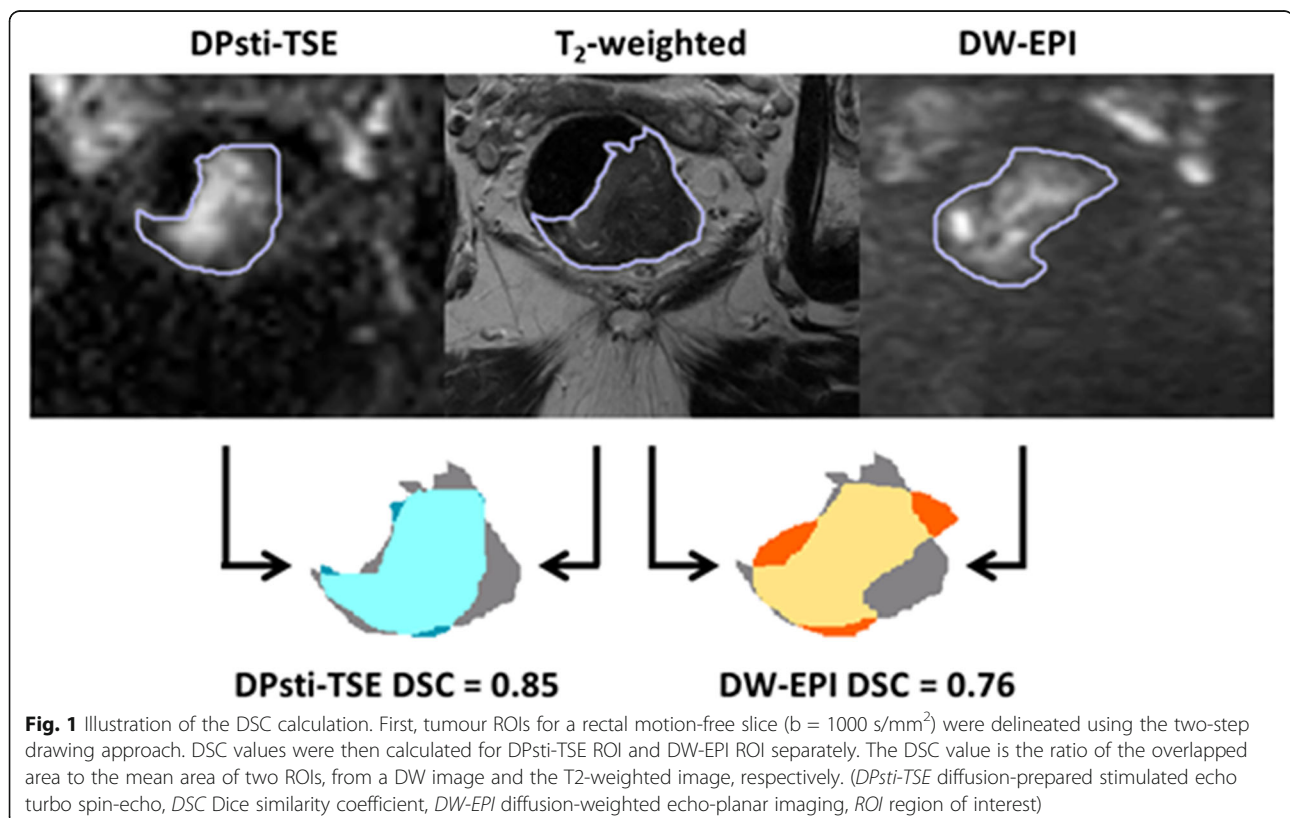 DPsti-TSE T₂-weighted DW-EPI
DPsti-TSE DSC = 0.85 DW-EPI DSC = 0.76
Fig. 1 Illustration of the DSC calculation. First, tumour ROIs for a rectal motion-free slice (b = 1000 s/mm²) were delineated using the two-step
drawing approach. DSC values were then calculated for DPsti-TSE ROI and DW-EPI ROI separately. The DSC value is the ratio of the overlapped
area to the mean area of two ROIs, from a DW image and the T2-weighted image, respectively. (DPsti-TSE diffusion-prepared stimulated echo
turbo spin-echo, DSC Dice similarity coefficient, DW-EPI diffusion-weighted echo-planar imaging, ROI region of interest)